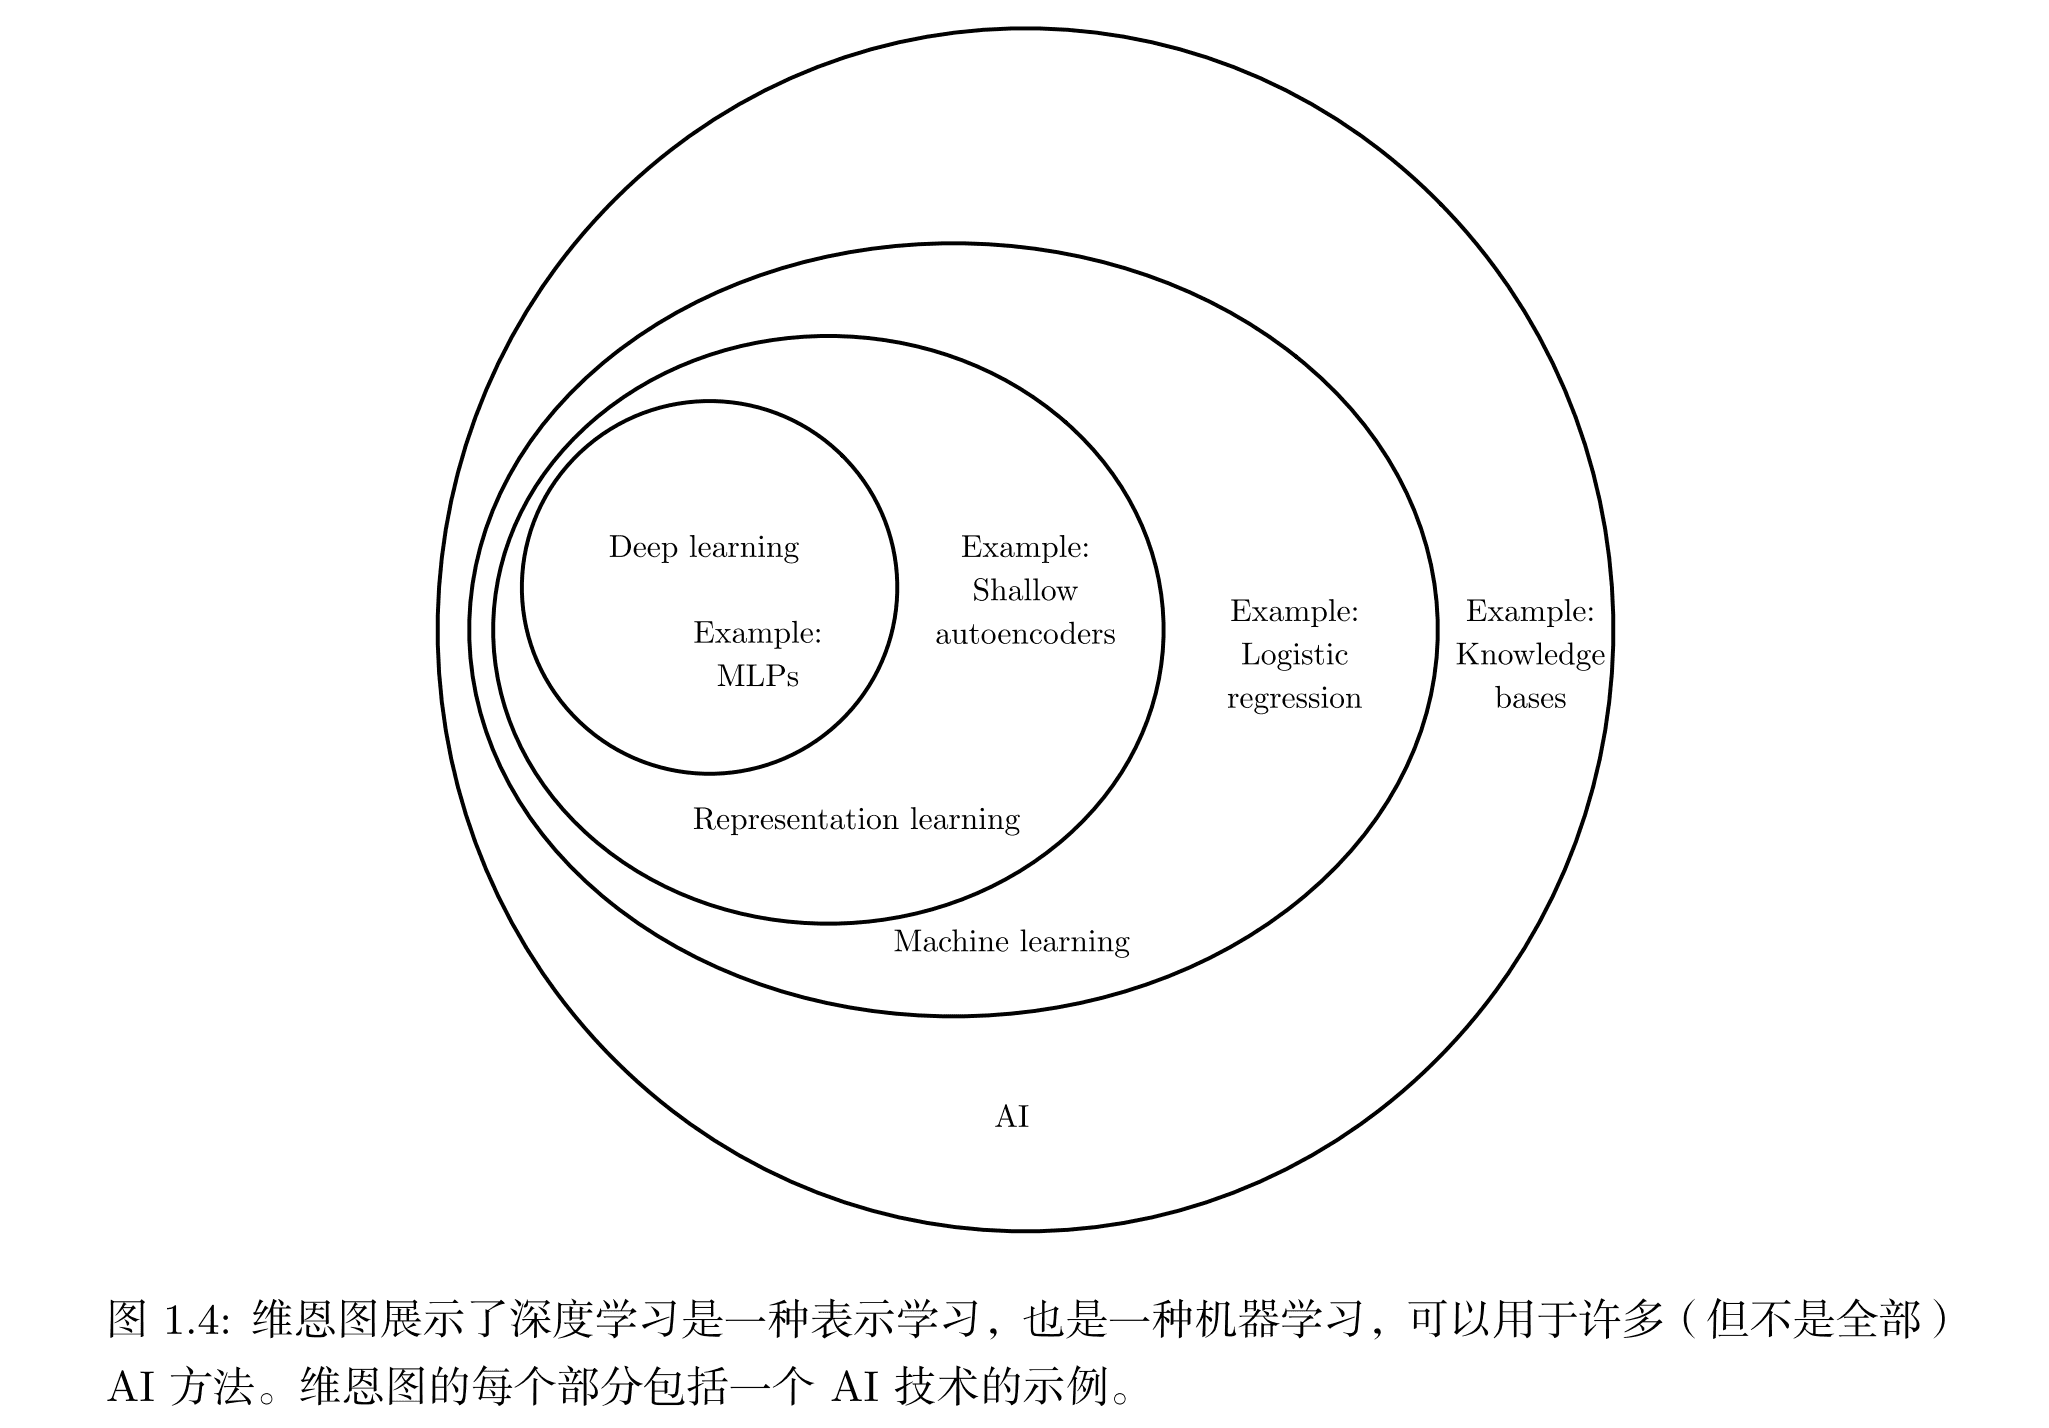 Deep learning
Example:
MLPs
Example:
Shallow
autoencoders
Example:
Logistic
regression
Example:
Knowledge
bases
Representation learning
Machine learning
AI
图 1.4: 维恩图展示了深度学习是一种表示学习，也是一种机器学习，可以用于许多（但不是全部）
AI 方法。维恩图的每个部分包括一个 AI 技术的示例。